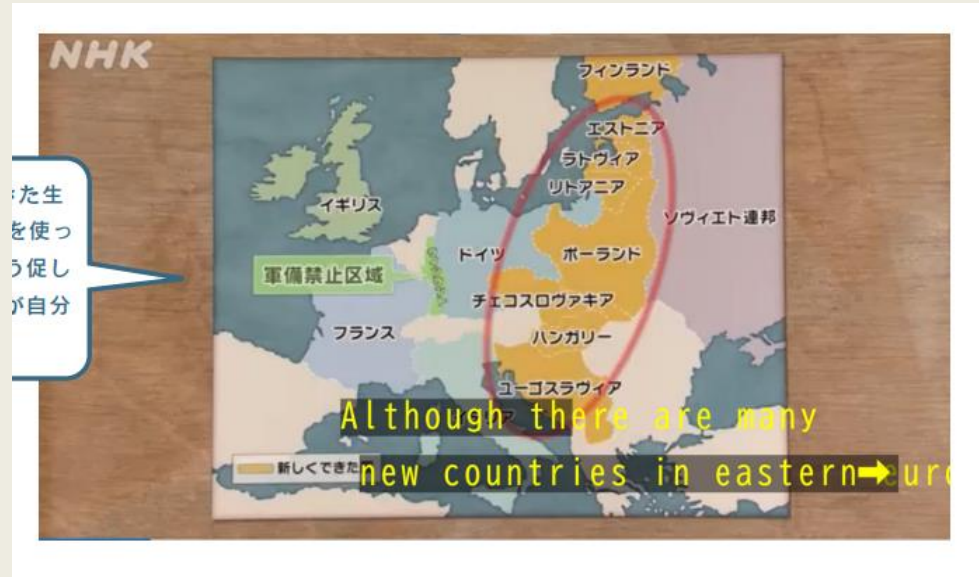 NHK
フィンランド
エストニア
ラトヴィア
リトアニア
イギリス
ソヴィエト連邦
ドイツ
ポーランド
軍備禁止区域
チェコスロヴァキア
フランス
ハンガリー
ユーゴスラヴィア
Although there are many
new countries in eastern➡
新しくできた
きた生
を使っ
う促し
が自分